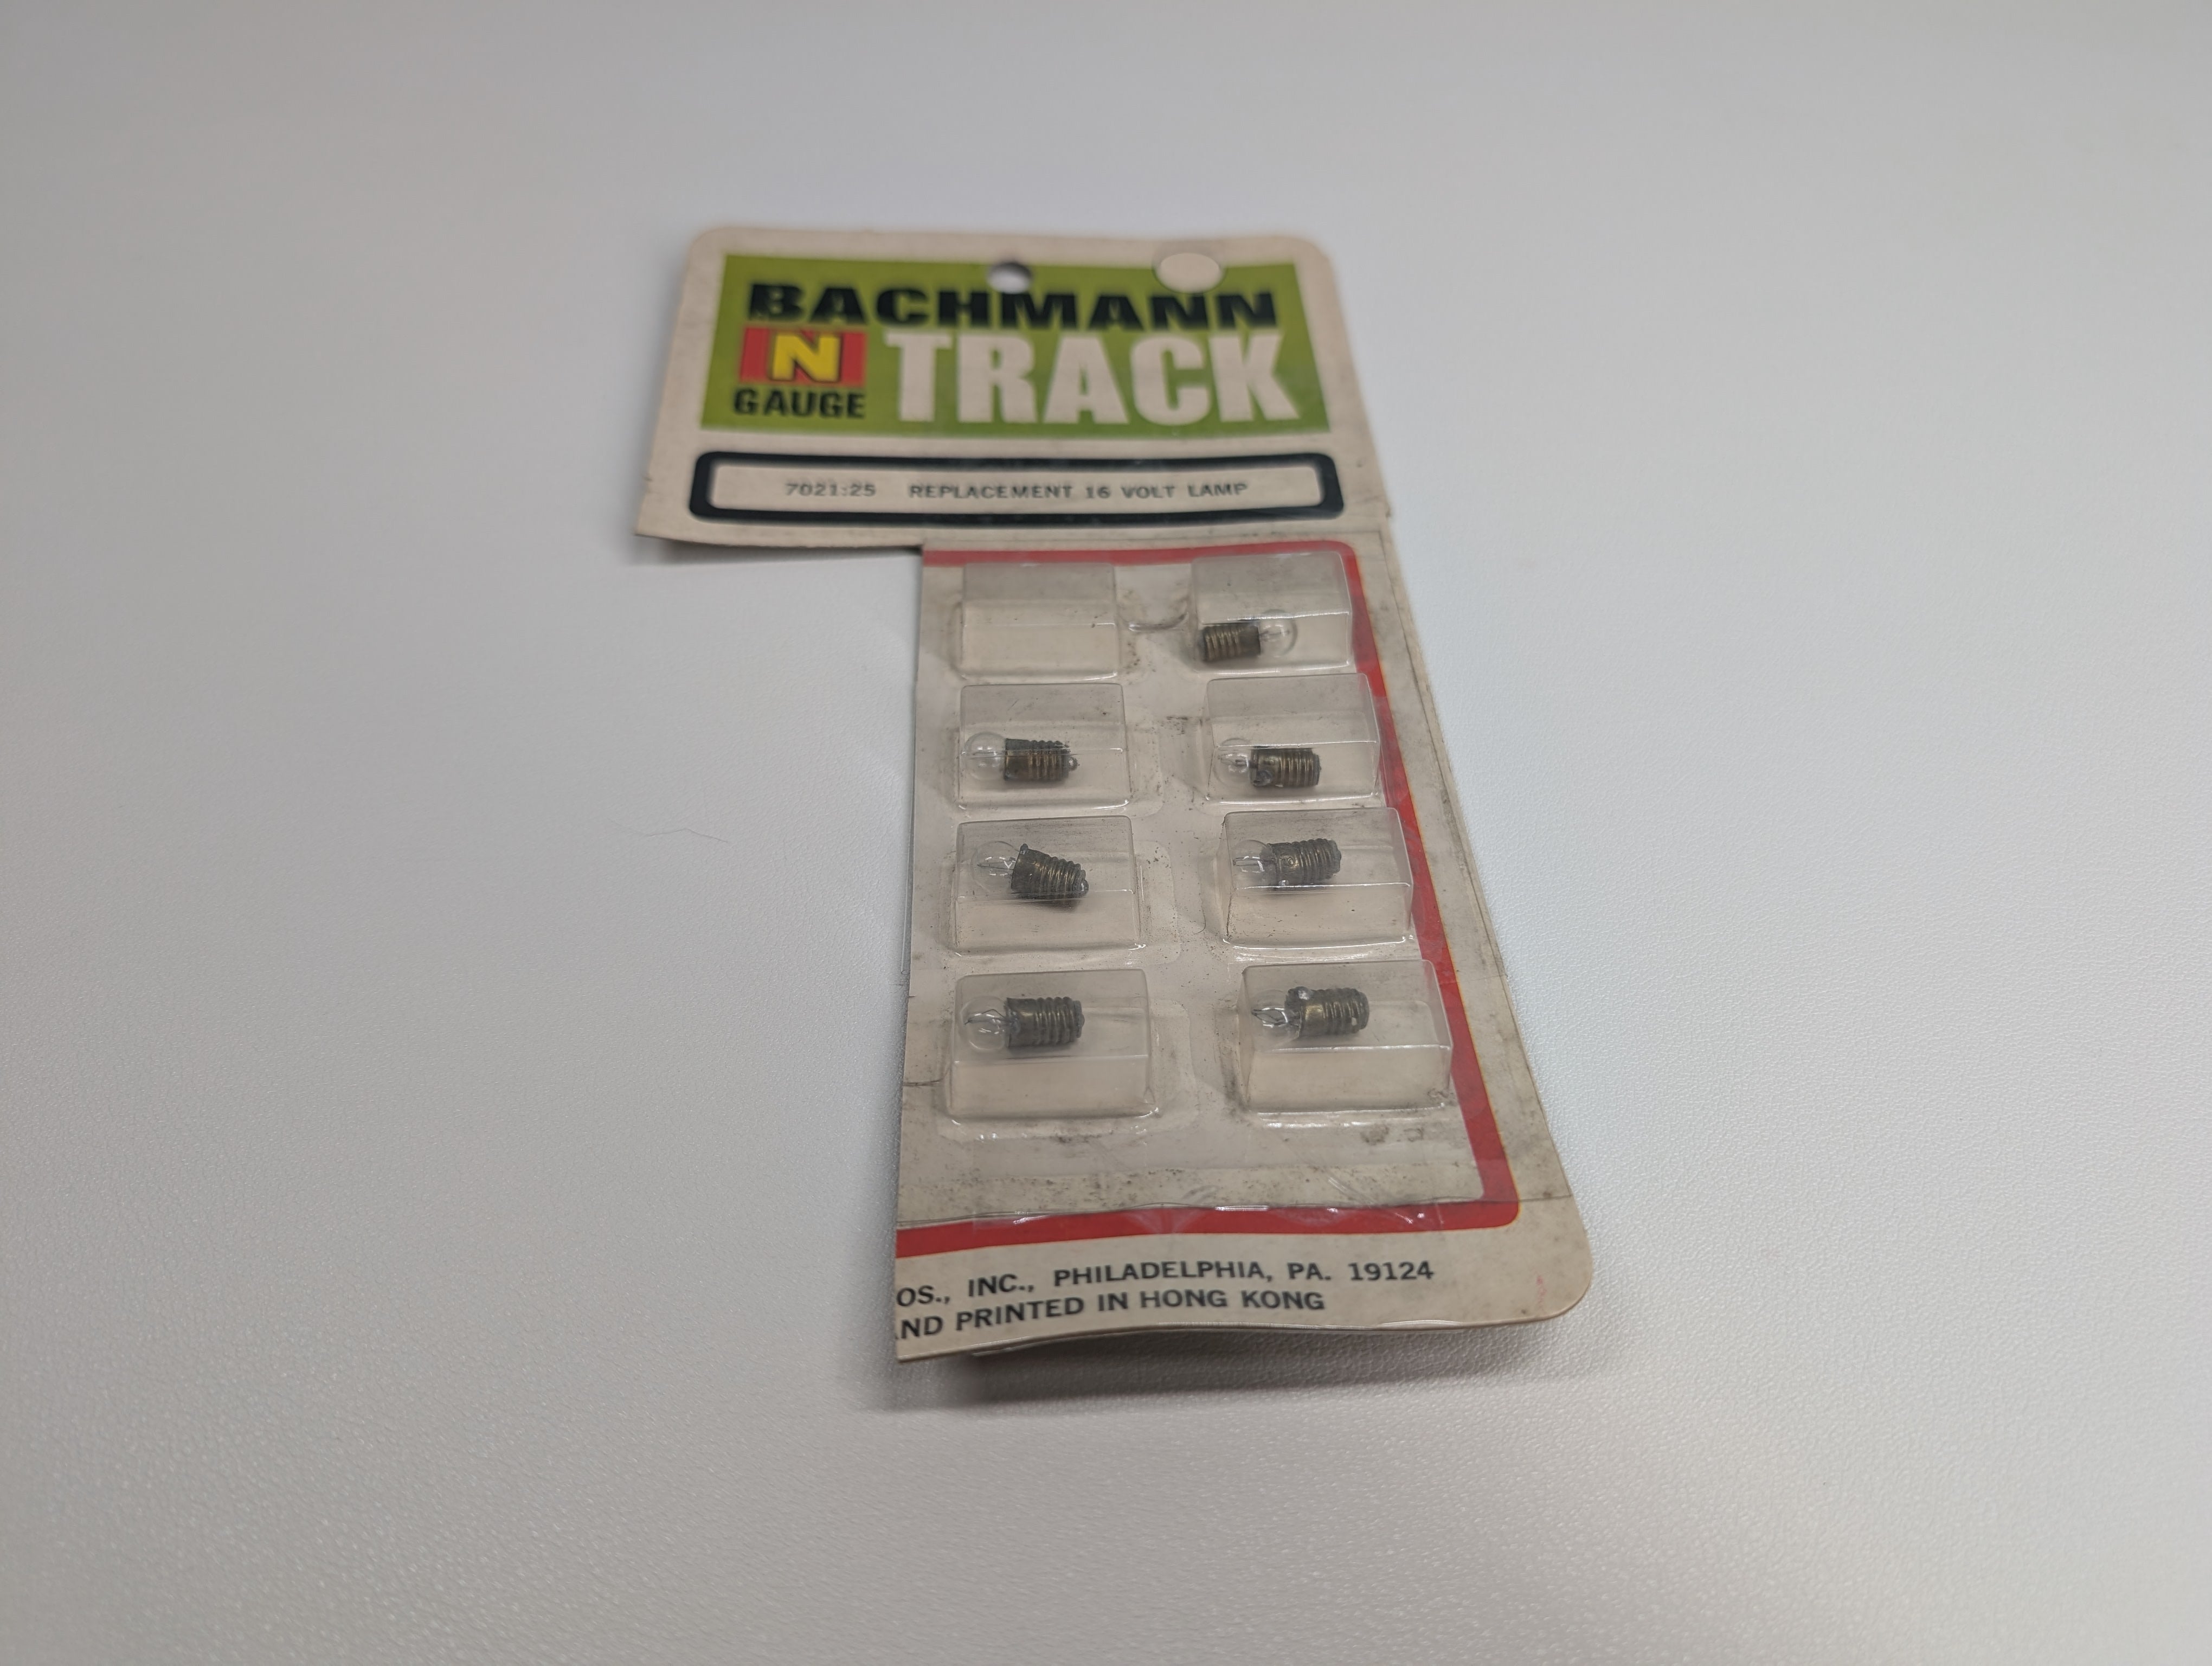 BACHMANN
N TRACK
GAUGE
7021:25 REPLACEMENT 16 VOLT LAMP
OS., INC., PHILADELPHIA, PA. 19124
ND PRINTED IN HONG KONG